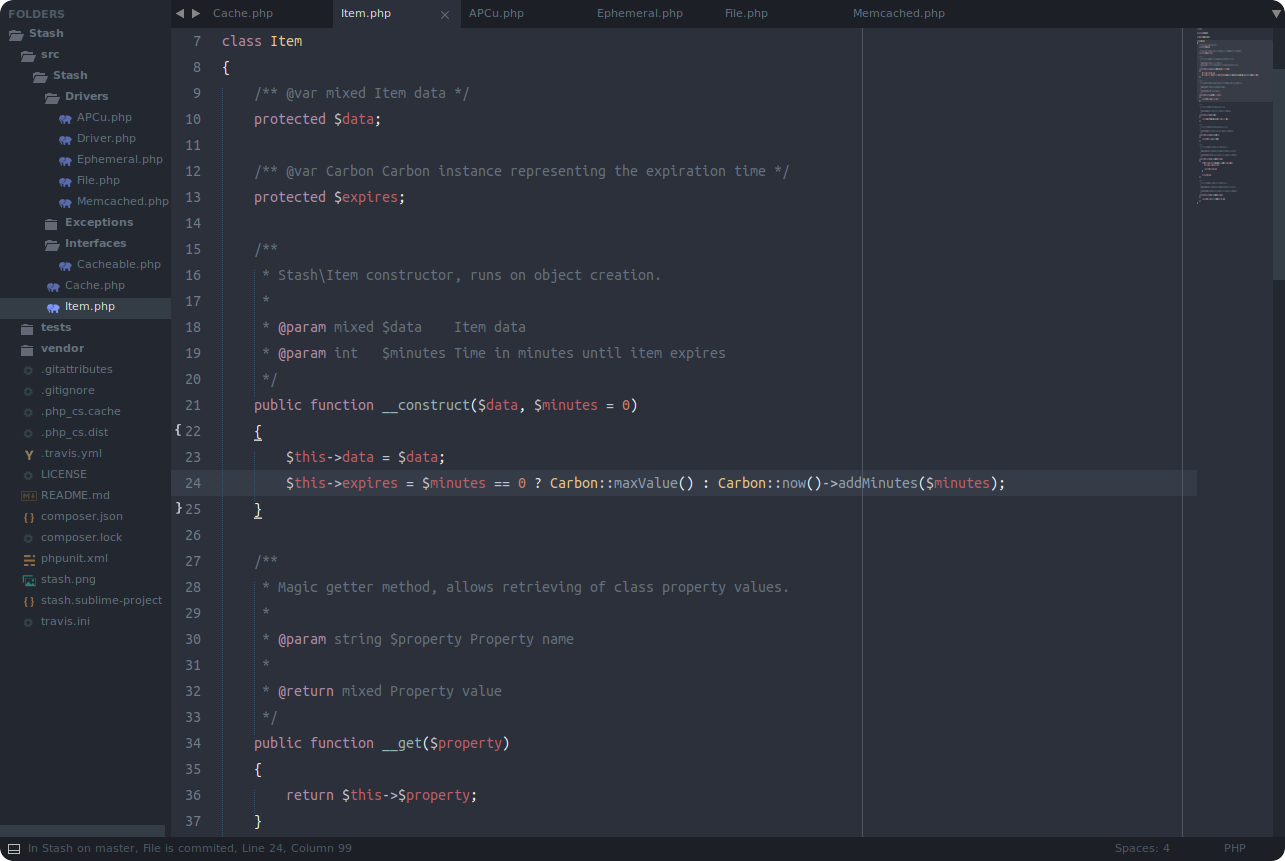 FOLDERS
Stash
src
Stash
Drivers
APCu.php
Driver.php
Ephemeral.php
File.php
Memcached.php
Exceptions
Interfaces
Cacheable.php
Cache.php
Item.php
tests
vendor
.gitattributes
.gitignore
.php_cs.cache
.php_cs.dist
.travis.yml
LICENSE
README.md
composer.json
composer.lock
phpunit.xml
stash.png
stash.sublime-project
travis.ini
Cache.php Item.php APCu.php Ephemeral.php File.php Memcached.php
7 class Item
8 {
9 /** @var mixed Item data */
10 protected $data;
11
12 /** @var Carbon Carbon instance representing the expiration time */
13 protected $expires;
14
15 /**
16 * Stash\Item constructor, runs on object creation.
17 *
18 * @param mixed $data    Item data
19 * @param int   $minutes Time in minutes until item expires
20 */
21 public function __construct($data, $minutes = 0)
{ 22 {
23 $this->data = $data;
24 $this->expires = $minutes == 0 ? Carbon::maxValue() : Carbon::now()->addMinutes($minutes);
} 25 }
26
27 /**
28 * Magic getter method, allows retrieving of class property values.
29 *
30 * @param string $property Property name
31 *
32 * @return mixed Property value
33 */
34 public function __get($property)
35 {
36 return $this->$property;
37 }
In Stash on master, File is commited, Line 24, Column 99 Spaces: 4 PHP